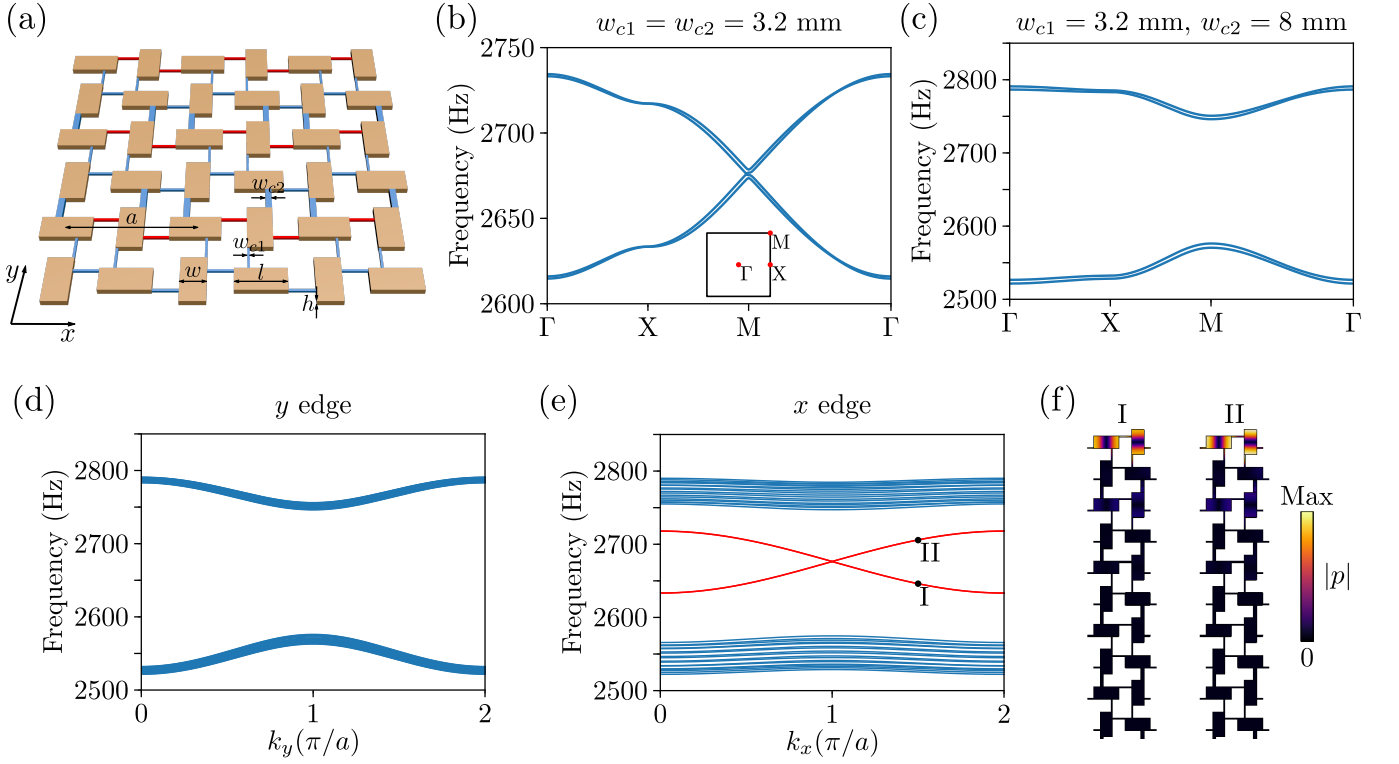 (a)
w_{c2}
a
w_{c1}
w
l
h
y
x
(b)
w_{c1} = w_{c2} = 3.2 mm
Frequency (Hz)
2750
2700
2650
2600
M
Γ
X
Γ X M Γ
(c)
w_{c1} = 3.2 mm, w_{c2} = 8 mm
Frequency (Hz)
2800
2700
2600
2500
Γ X M Γ
(d)
y edge
Frequency (Hz)
2800
2700
2600
2500
0 1 2
k_y(π/a)
(e)
x edge
Frequency (Hz)
2800
2700
2600
2500
II
I
0 1 2
k_x(π/a)
(f)
I II
Max
|p|
0